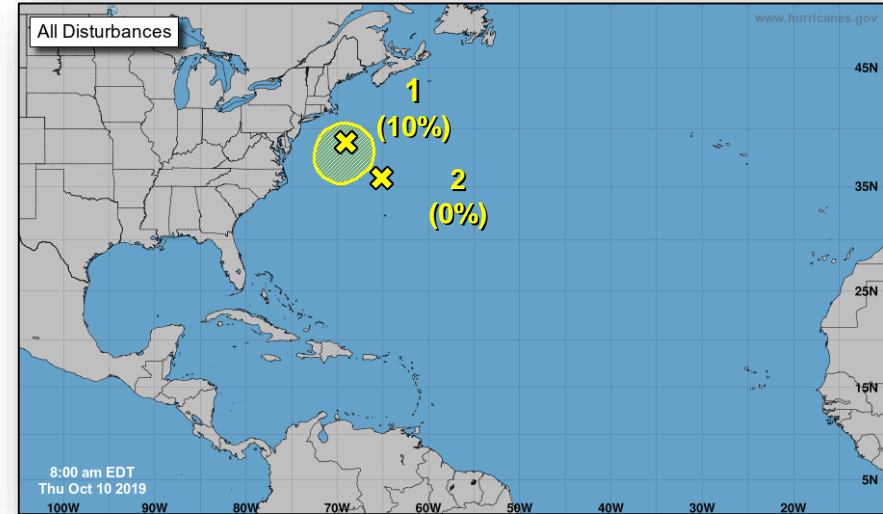 www.hurricanes.gov
All Disturbances
45N
1
(10%)
2
35N
(0%)
25N
15N
8:00 am EDT
Thu Oct 10 2019
5N
100W 90W 80W 70W 60W 50W 40W 30W 20W